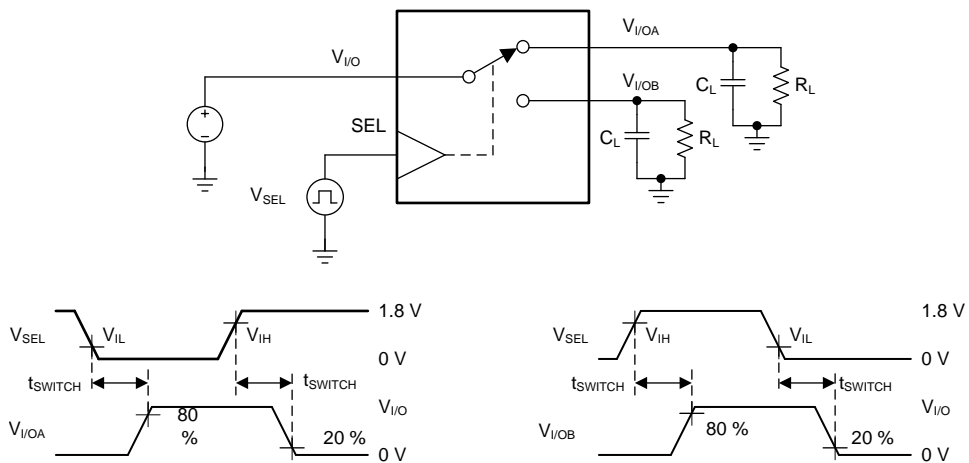 V_I/OA
V_I/O
V_I/OB
C_L
R_L
+
−
SEL
C_L
R_L
V_SEL
1.8 V
V_SEL
V_IL
V_IH
0 V
t_SWITCH
t_SWITCH
80
%
V_I/O
V_I/OA
20 %
0 V
1.8 V
V_SEL
V_IH
V_IL
0 V
t_SWITCH
t_SWITCH
V_I/O
V_I/OB
80 %
20 %
0 V